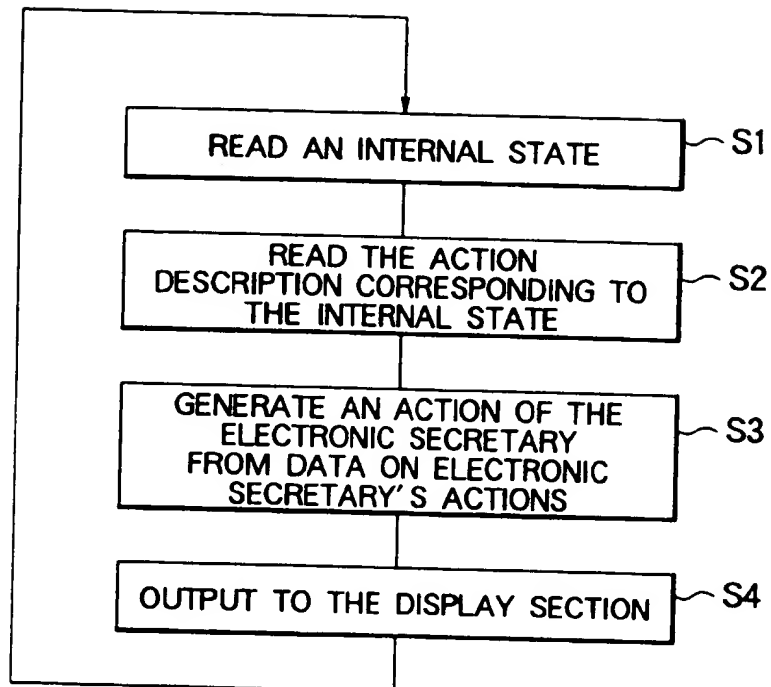 READ AN INTERNAL STATE
S1
READ THE ACTION
DESCRIPTION CORRESPONDING TO
THE INTERNAL STATE
S2
GENERATE AN ACTION OF THE
ELECTRONIC SECRETARY
FROM DATA ON ELECTRONIC
SECRETARY'S ACTIONS
S3
OUTPUT TO THE DISPLAY SECTION
S4